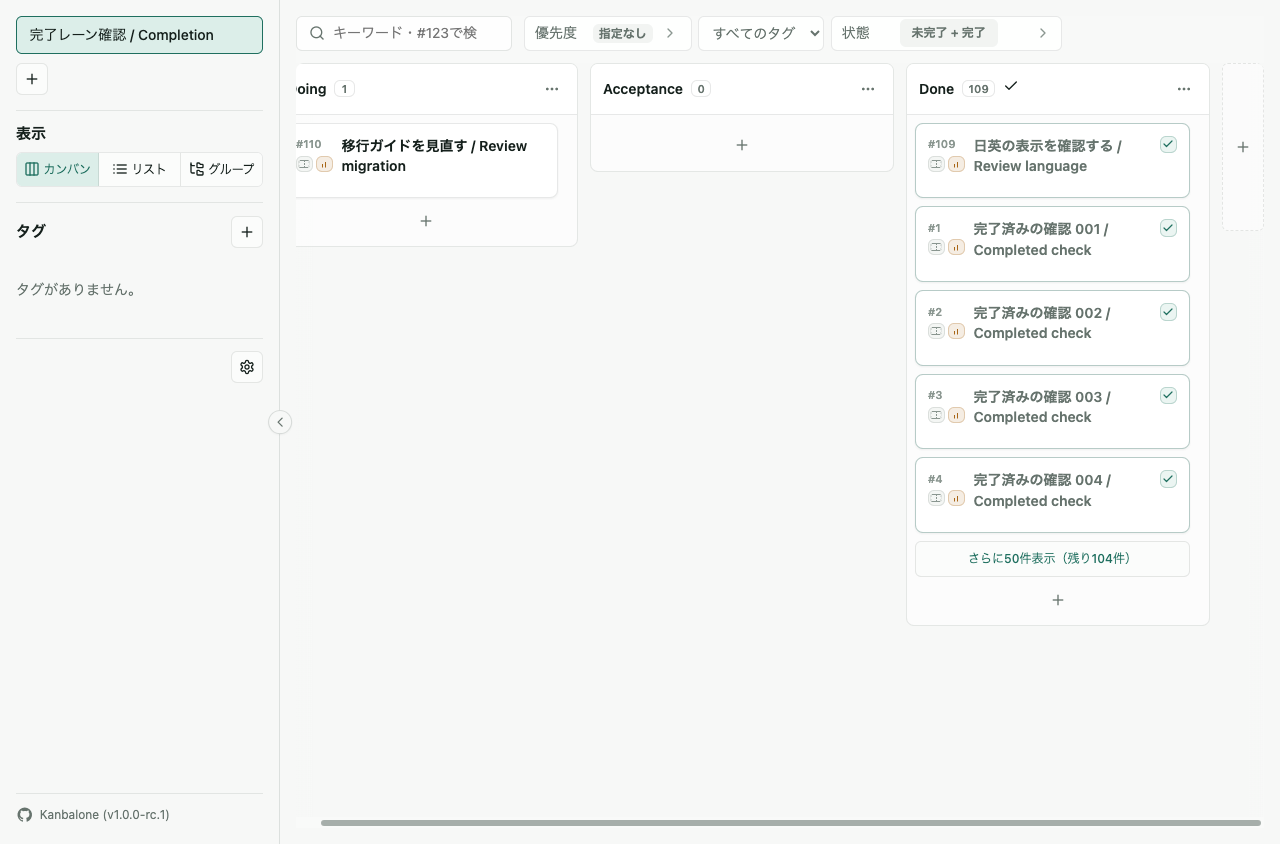 完了レーン確認 / Completion
表示
カンバン
リスト
グループ
タグ
タグがありません。
Kanbalone (v1.0.0-rc.1)
キーワード・#123で検
優先度 指定なし
すべてのタグ
状態 未完了 + 完了
oing 1
#110
移行ガイドを見直す / Review
migration
Acceptance 0
Done 109
#109
日英の表示を確認する /
Review language
#1
完了済みの確認 001 /
Completed check
#2
完了済みの確認 002 /
Completed check
#3
完了済みの確認 003 /
Completed check
#4
完了済みの確認 004 /
Completed check
さらに50件表示（残り104件）